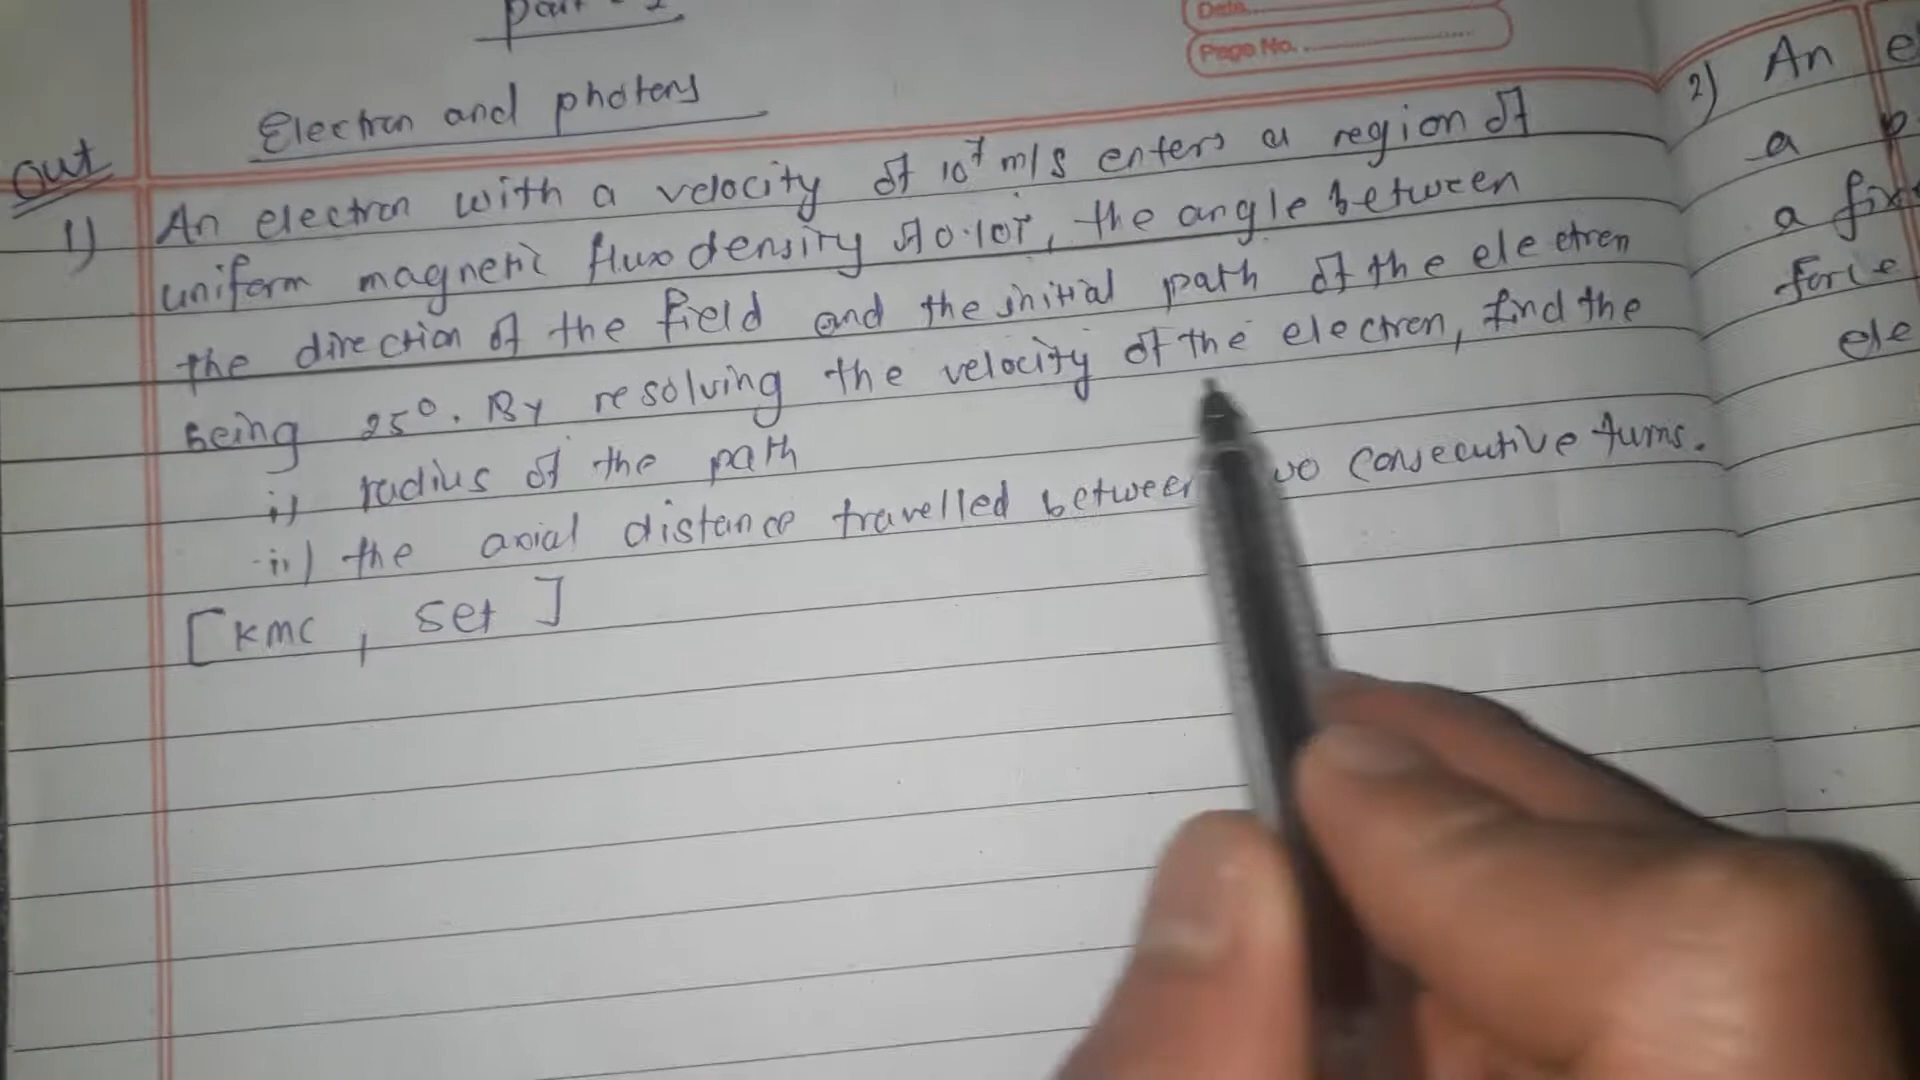 Date
Page No.
Electron and photons
out
1) An electron with a velocity of 10⁷ m/s enters a region of
uniform magnetic flux density of 0.10T, the angle between
the direction of the field and the initial path of the electron
being 25°. By resolving the velocity of the electron, find the
i) radius of the path
ii) the axial distance travelled between consecutive turns.
[KMC, set]
2) An
a
a
force
ele